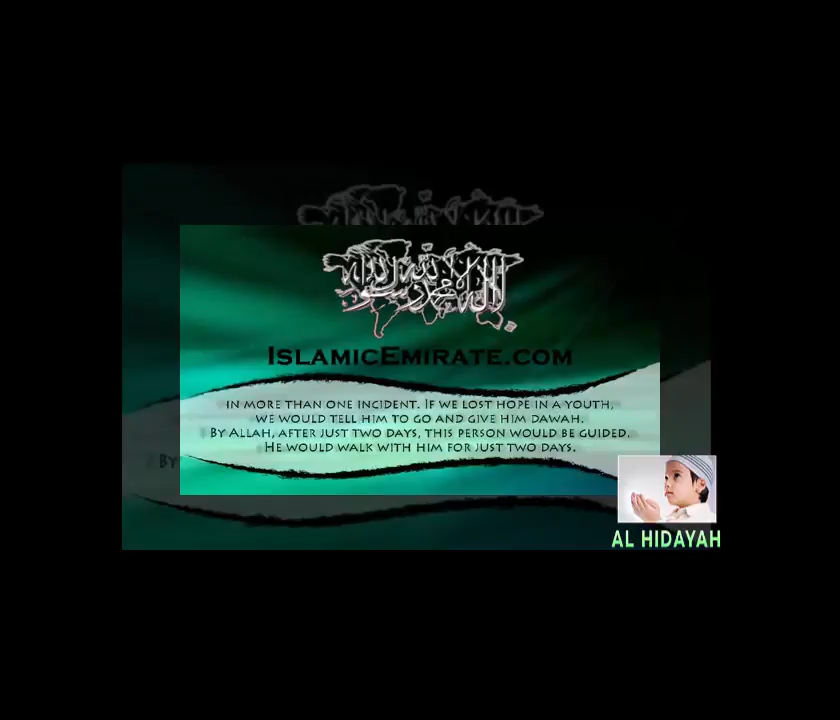 IslamicEmirate.com
in more than one incident. If we lost hope in a youth,
we would tell him to go and give him dawah.
By Allah, after just two days, this person would be guided.
He would walk with him for just two days.
By
AL HIDAYAH